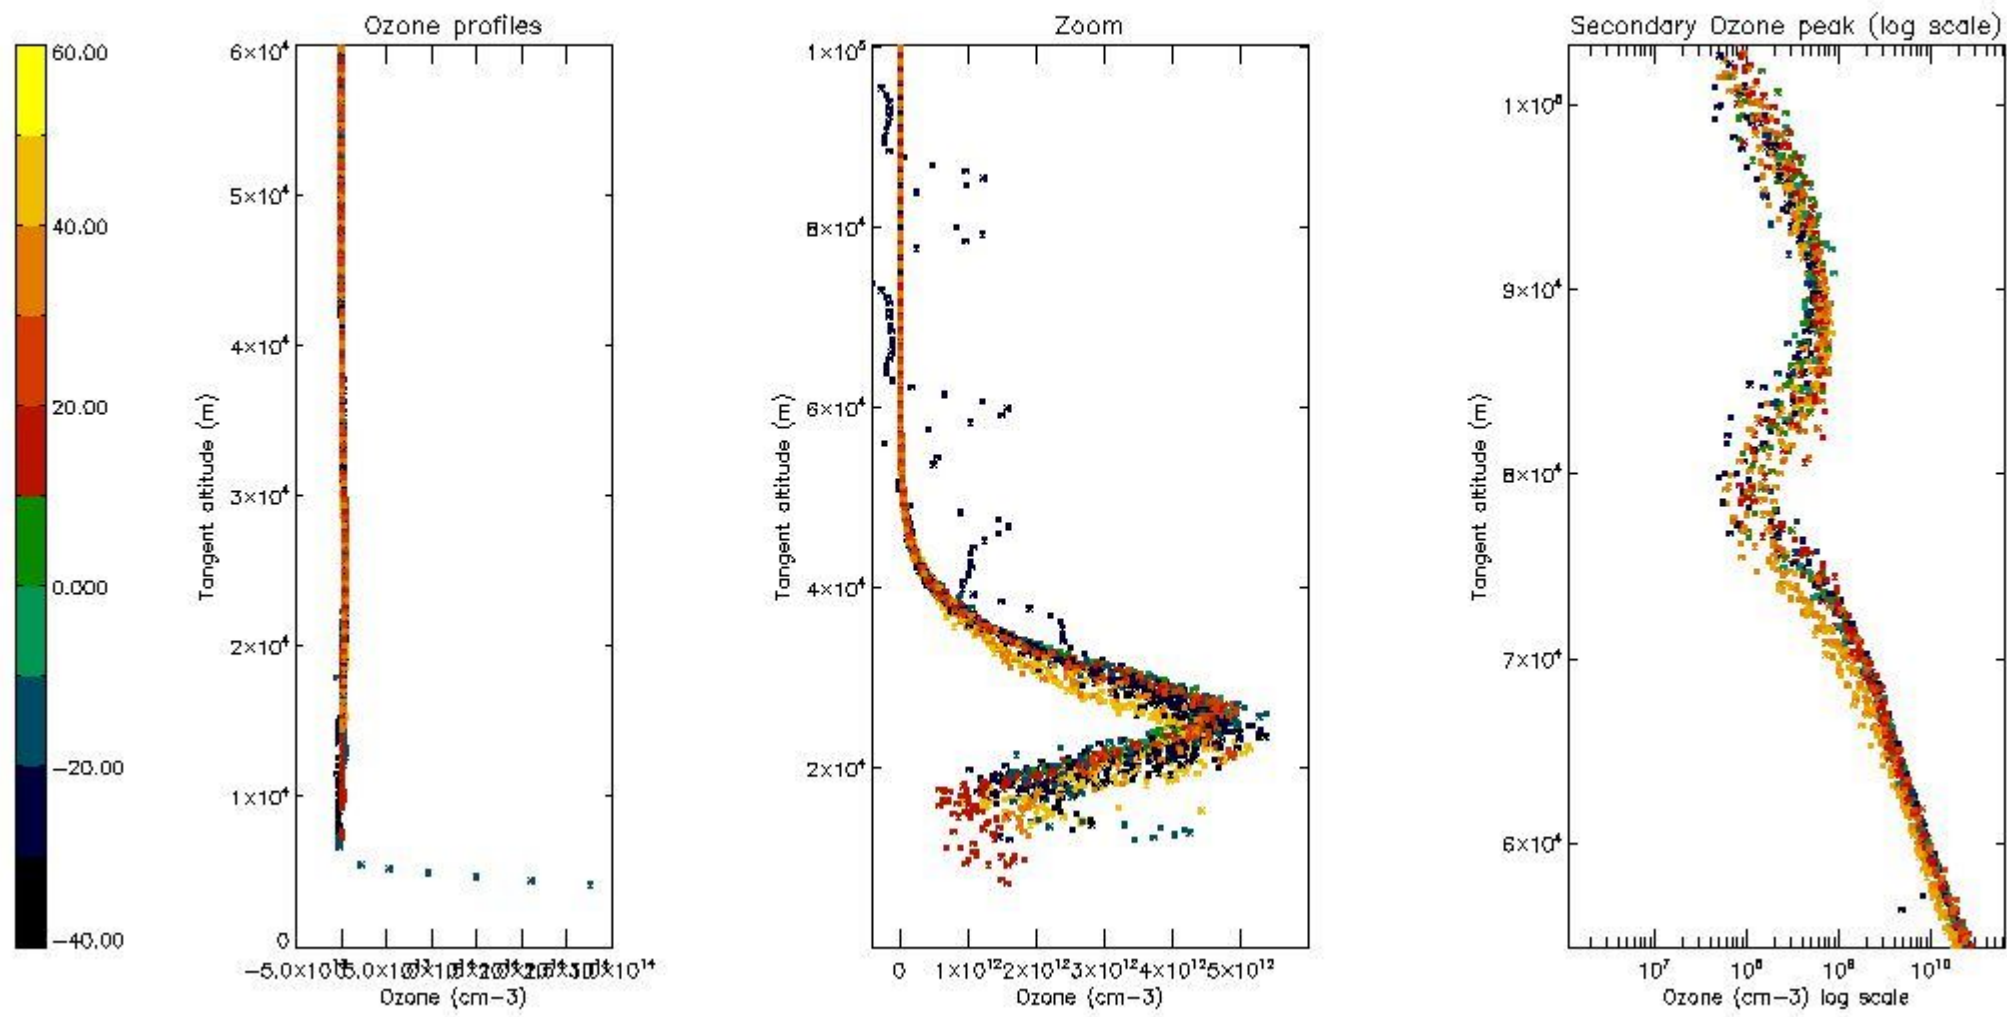 Ozone profiles
Zoom
Secondary Ozone peak (log scale)
60.00
40.00
20.00
0.000
−20.00
−40.00
6×10⁴
5×10⁴
4×10⁴
3×10⁴
2×10⁴
1×10⁴
0
Tangent altitude (m)
Ozone (cm−3)
1×10⁵
8×10⁴
6×10⁴
4×10⁴
2×10⁴
Tangent altitude (m)
0 1×10¹² 2×10¹² 3×10¹² 4×10¹² 5×10¹²
Ozone (cm−3)
9×10⁴
8×10⁴
7×10⁴
6×10⁴
Tangent altitude (m)
10⁷ 10⁸ 10⁹ 10¹⁰
Ozone (cm−3) log scale